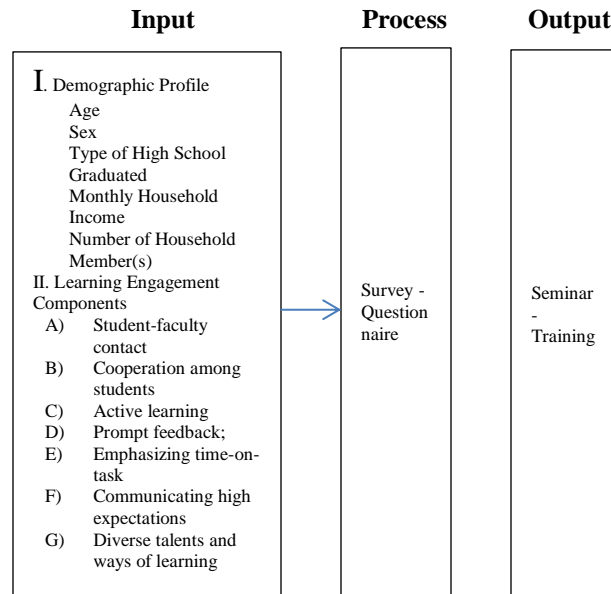 Input
Process
Output
I. Demographic Profile
Age
Sex
Type of High School
Graduated
Monthly Household
Income
Number of Household
Member(s)
II. Learning Engagement
Components
A) Student-faculty
contact
B) Cooperation among
students
C) Active learning
D) Prompt feedback;
E) Emphasizing time-on-
task
F) Communicating high
expectations
G) Diverse talents and
ways of learning
Survey -
Question
naire
Seminar
-
Training